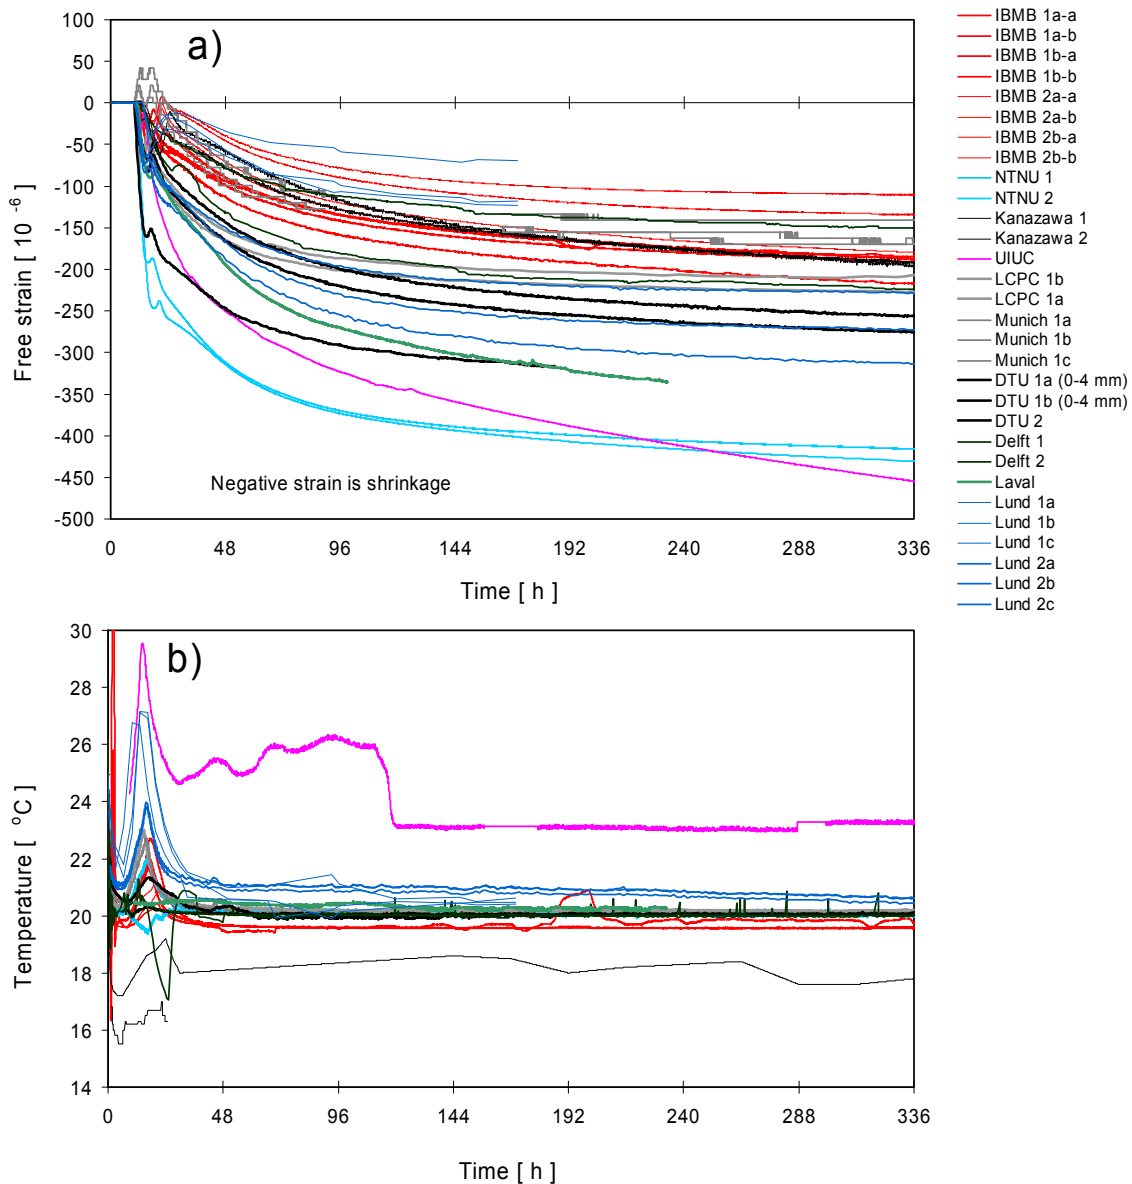 a)
100
50
0
-50
-100
-150
-200
-250
-300
-350
-400
-450
-500
Free strain [ 10 -6 ]
Negative strain is shrinkage
0 48 96 144 192 240 288 336
Time [ h ]
IBMB 1a-a
IBMB 1a-b
IBMB 1b-a
IBMB 1b-b
IBMB 2a-a
IBMB 2a-b
IBMB 2b-a
IBMB 2b-b
NTNU 1
NTNU 2
Kanazawa 1
Kanazawa 2
UIUC
LCPC 1b
LCPC 1a
Munich 1a
Munich 1b
Munich 1c
DTU 1a (0-4 mm)
DTU 1b (0-4 mm)
DTU 2
Delft 1
Delft 2
Laval
Lund 1a
Lund 1b
Lund 1c
Lund 2a
Lund 2b
Lund 2c
b)
30
28
26
24
22
20
18
16
14
Temperature [ °C]
0 48 96 144 192 240 288 336
Time [ h ]